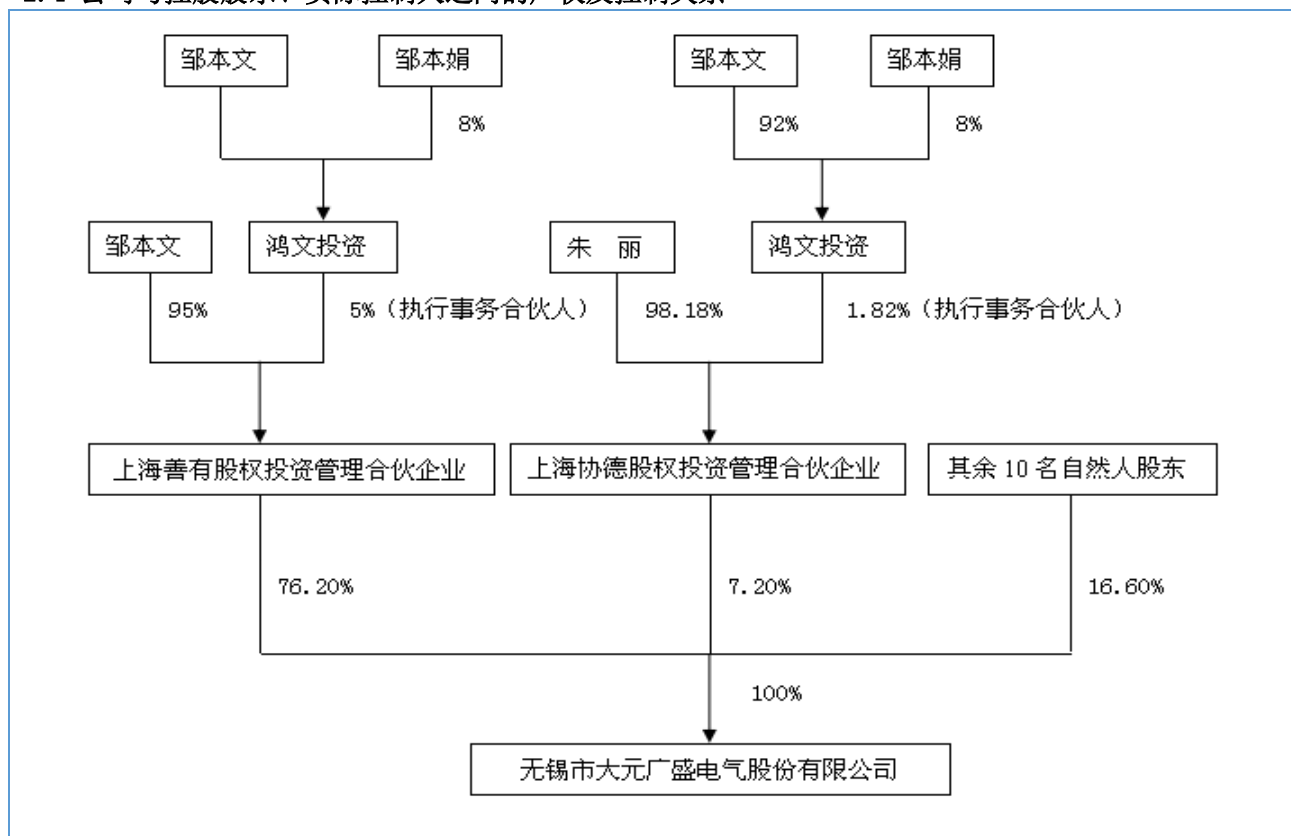 邹本文 邹本娟 邹本文 邹本娟
8% 92% 8%
邹本文 鸿文投资 朱 丽 鸿文投资
95% 5%（执行事务合伙人） 98.18% 1.82%（执行事务合伙人）
上海善有股权投资管理合伙企业 上海协德股权投资管理合伙企业 其余 10 名自然人股东
76.20% 7.20% 16.60%
100%
无锡市大元广盛电气股份有限公司